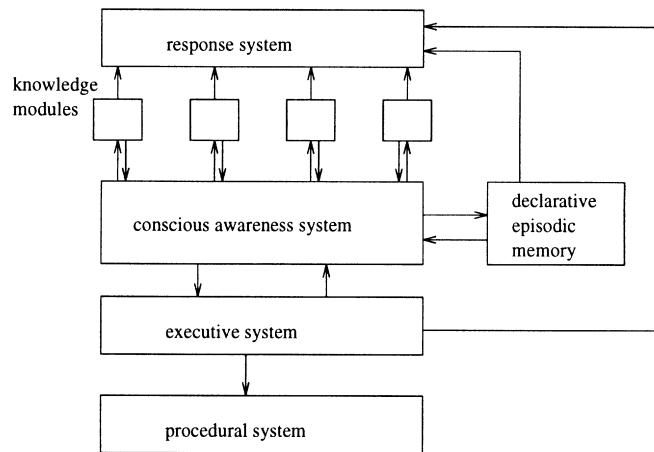 response system
knowledge
modules
conscious awareness system
declarative
episodic
memory
executive system
procedural system